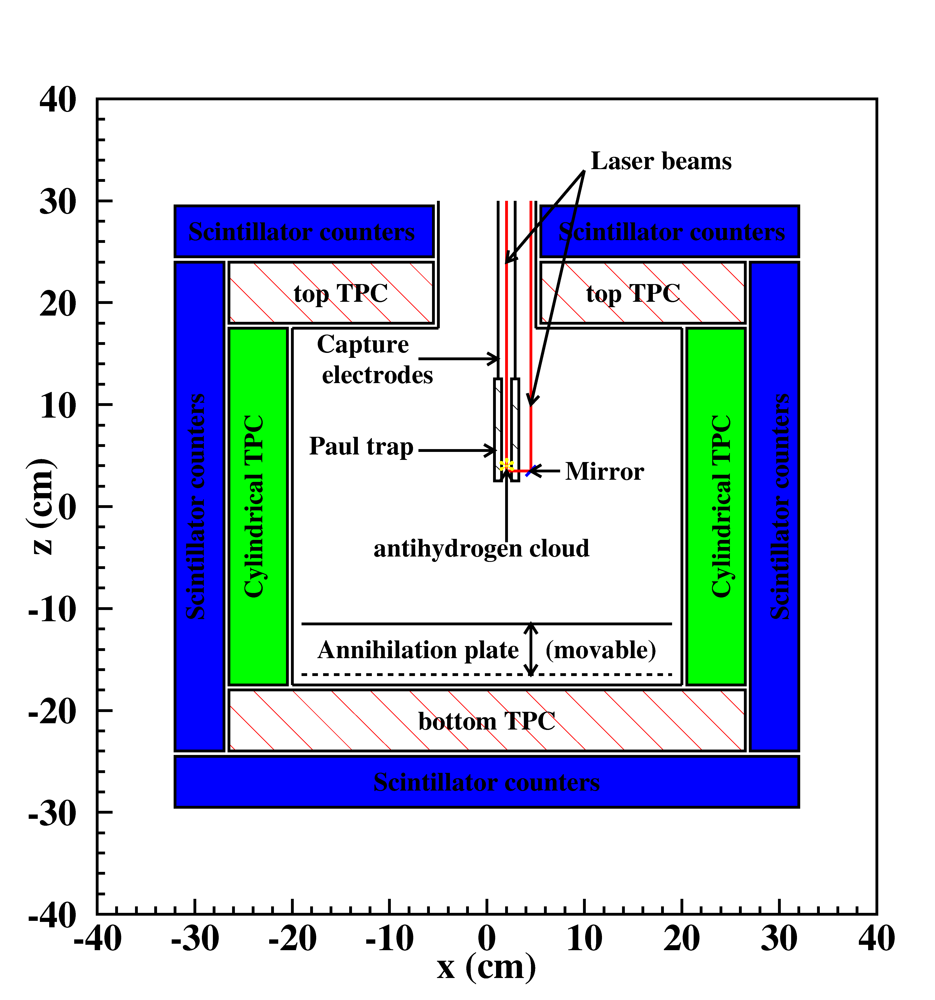 40
30
20
10
0
-10
-20
-30
-40
z (cm)
-40 -30 -20 -10 0 10 20 30 40
x (cm)
Laser beams
Scintillator counters
Scintillator counters
top TPC
top TPC
Capture
electrodes
Paul trap
Mirror
antihydrogen cloud
Scintillator counters
Cylindrical TPC
Cylindrical TPC
Scintillator counters
Annihilation plate (movable)
bottom TPC
Scintillator counters